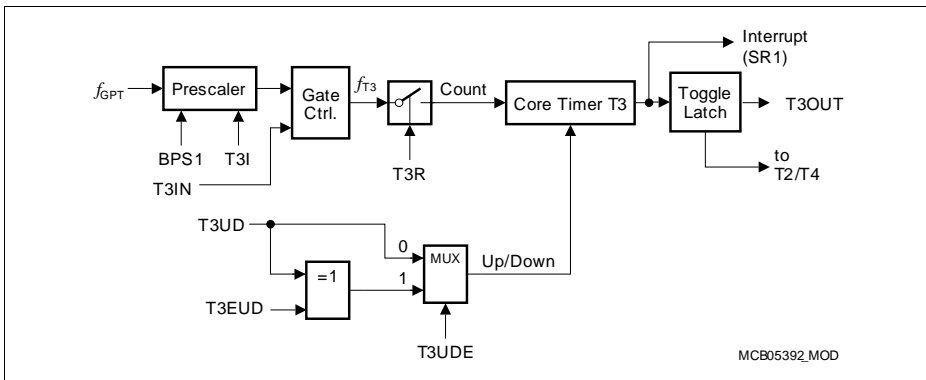 Interrupt
(SR1)
fGPT
Prescaler
Gate
Ctrl.
fT3
Count
Core Timer T3
Toggle
Latch
T3OUT
BPS1
T3I
T3R
to
T2/T4
T3IN
T3UD
0
MUX
Up/Down
=1
1
T3EUD
T3UDE
MCB05392_MOD